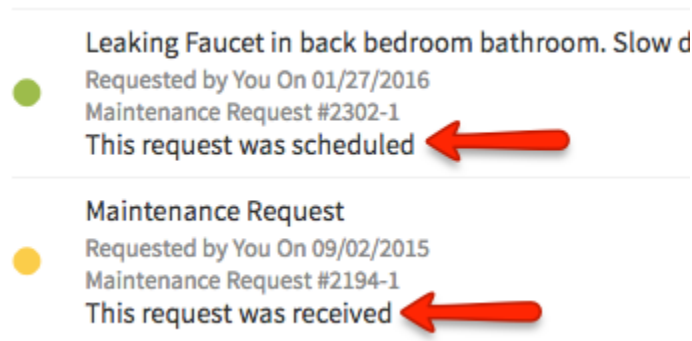 Leaking Faucet in back bedroom bathroom. Slow
Requested by You On 01/27/2016
Maintenance Request #2302-1
This request was scheduled
Maintenance Request
Requested by You On 09/02/2015
Maintenance Request #2194-1
This request was received